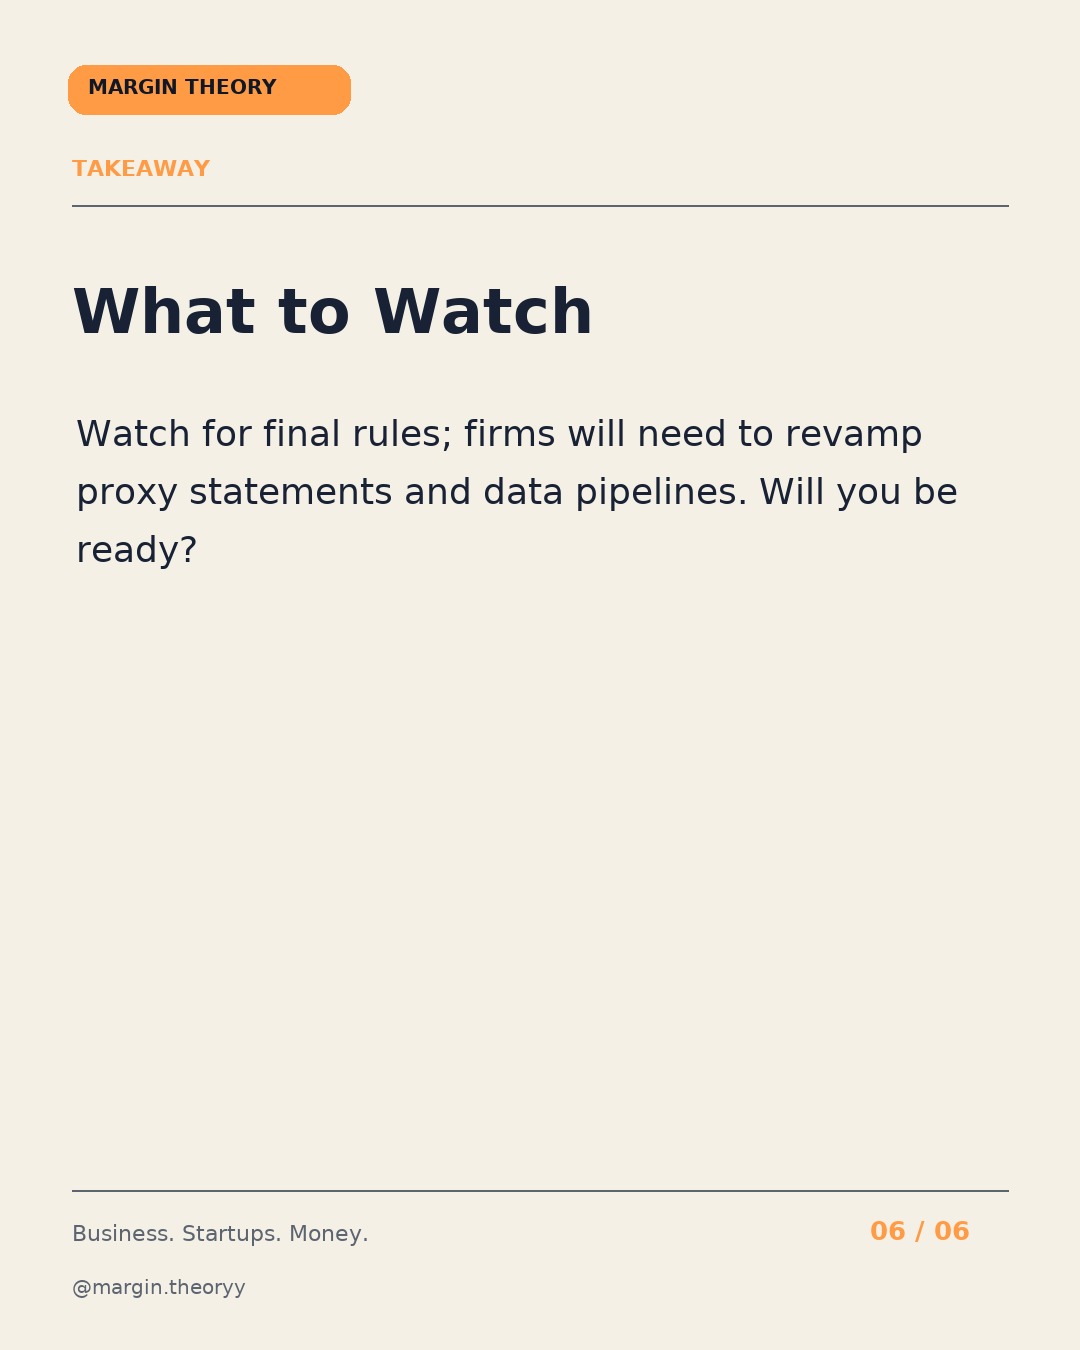 MARGIN THEORY
TAKEAWAY
What to Watch
Watch for final rules; firms will need to revamp
proxy statements and data pipelines. Will you be
ready?
Business. Startups. Money.
06 / 06
@margin.theoryy